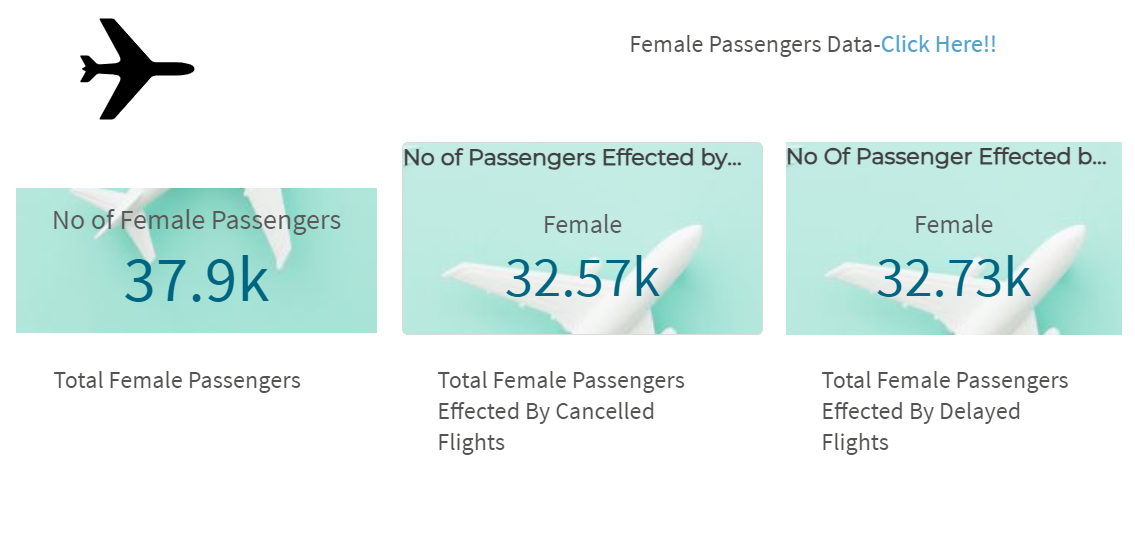 Female Passengers Data-Click Here!!
No of Female Passengers
37.9k
No of Passengers Effected by...
Female
32.57k
No Of Passenger Effected b...
Female
32.73k
Total Female Passengers
Total Female Passengers
Effected By Cancelled
Flights
Total Female Passengers
Effected By Delayed
Flights